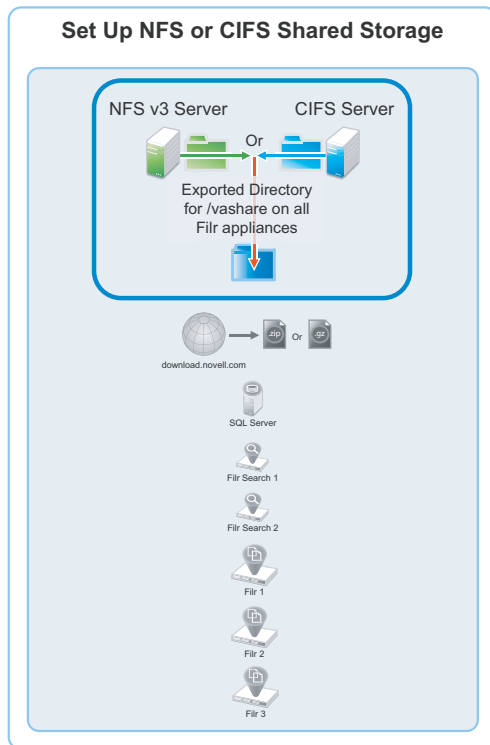 Set Up NFS or CIFS Shared Storage
NFS v3 Server
CIFS Server
Or
Exported Directory
for /vashare on all
Filr appliances
.zip
Or
.gz
download.novell.com
SQL Server
Filr Search 1
Filr Search 2
Filr 1
Filr 2
Filr 3